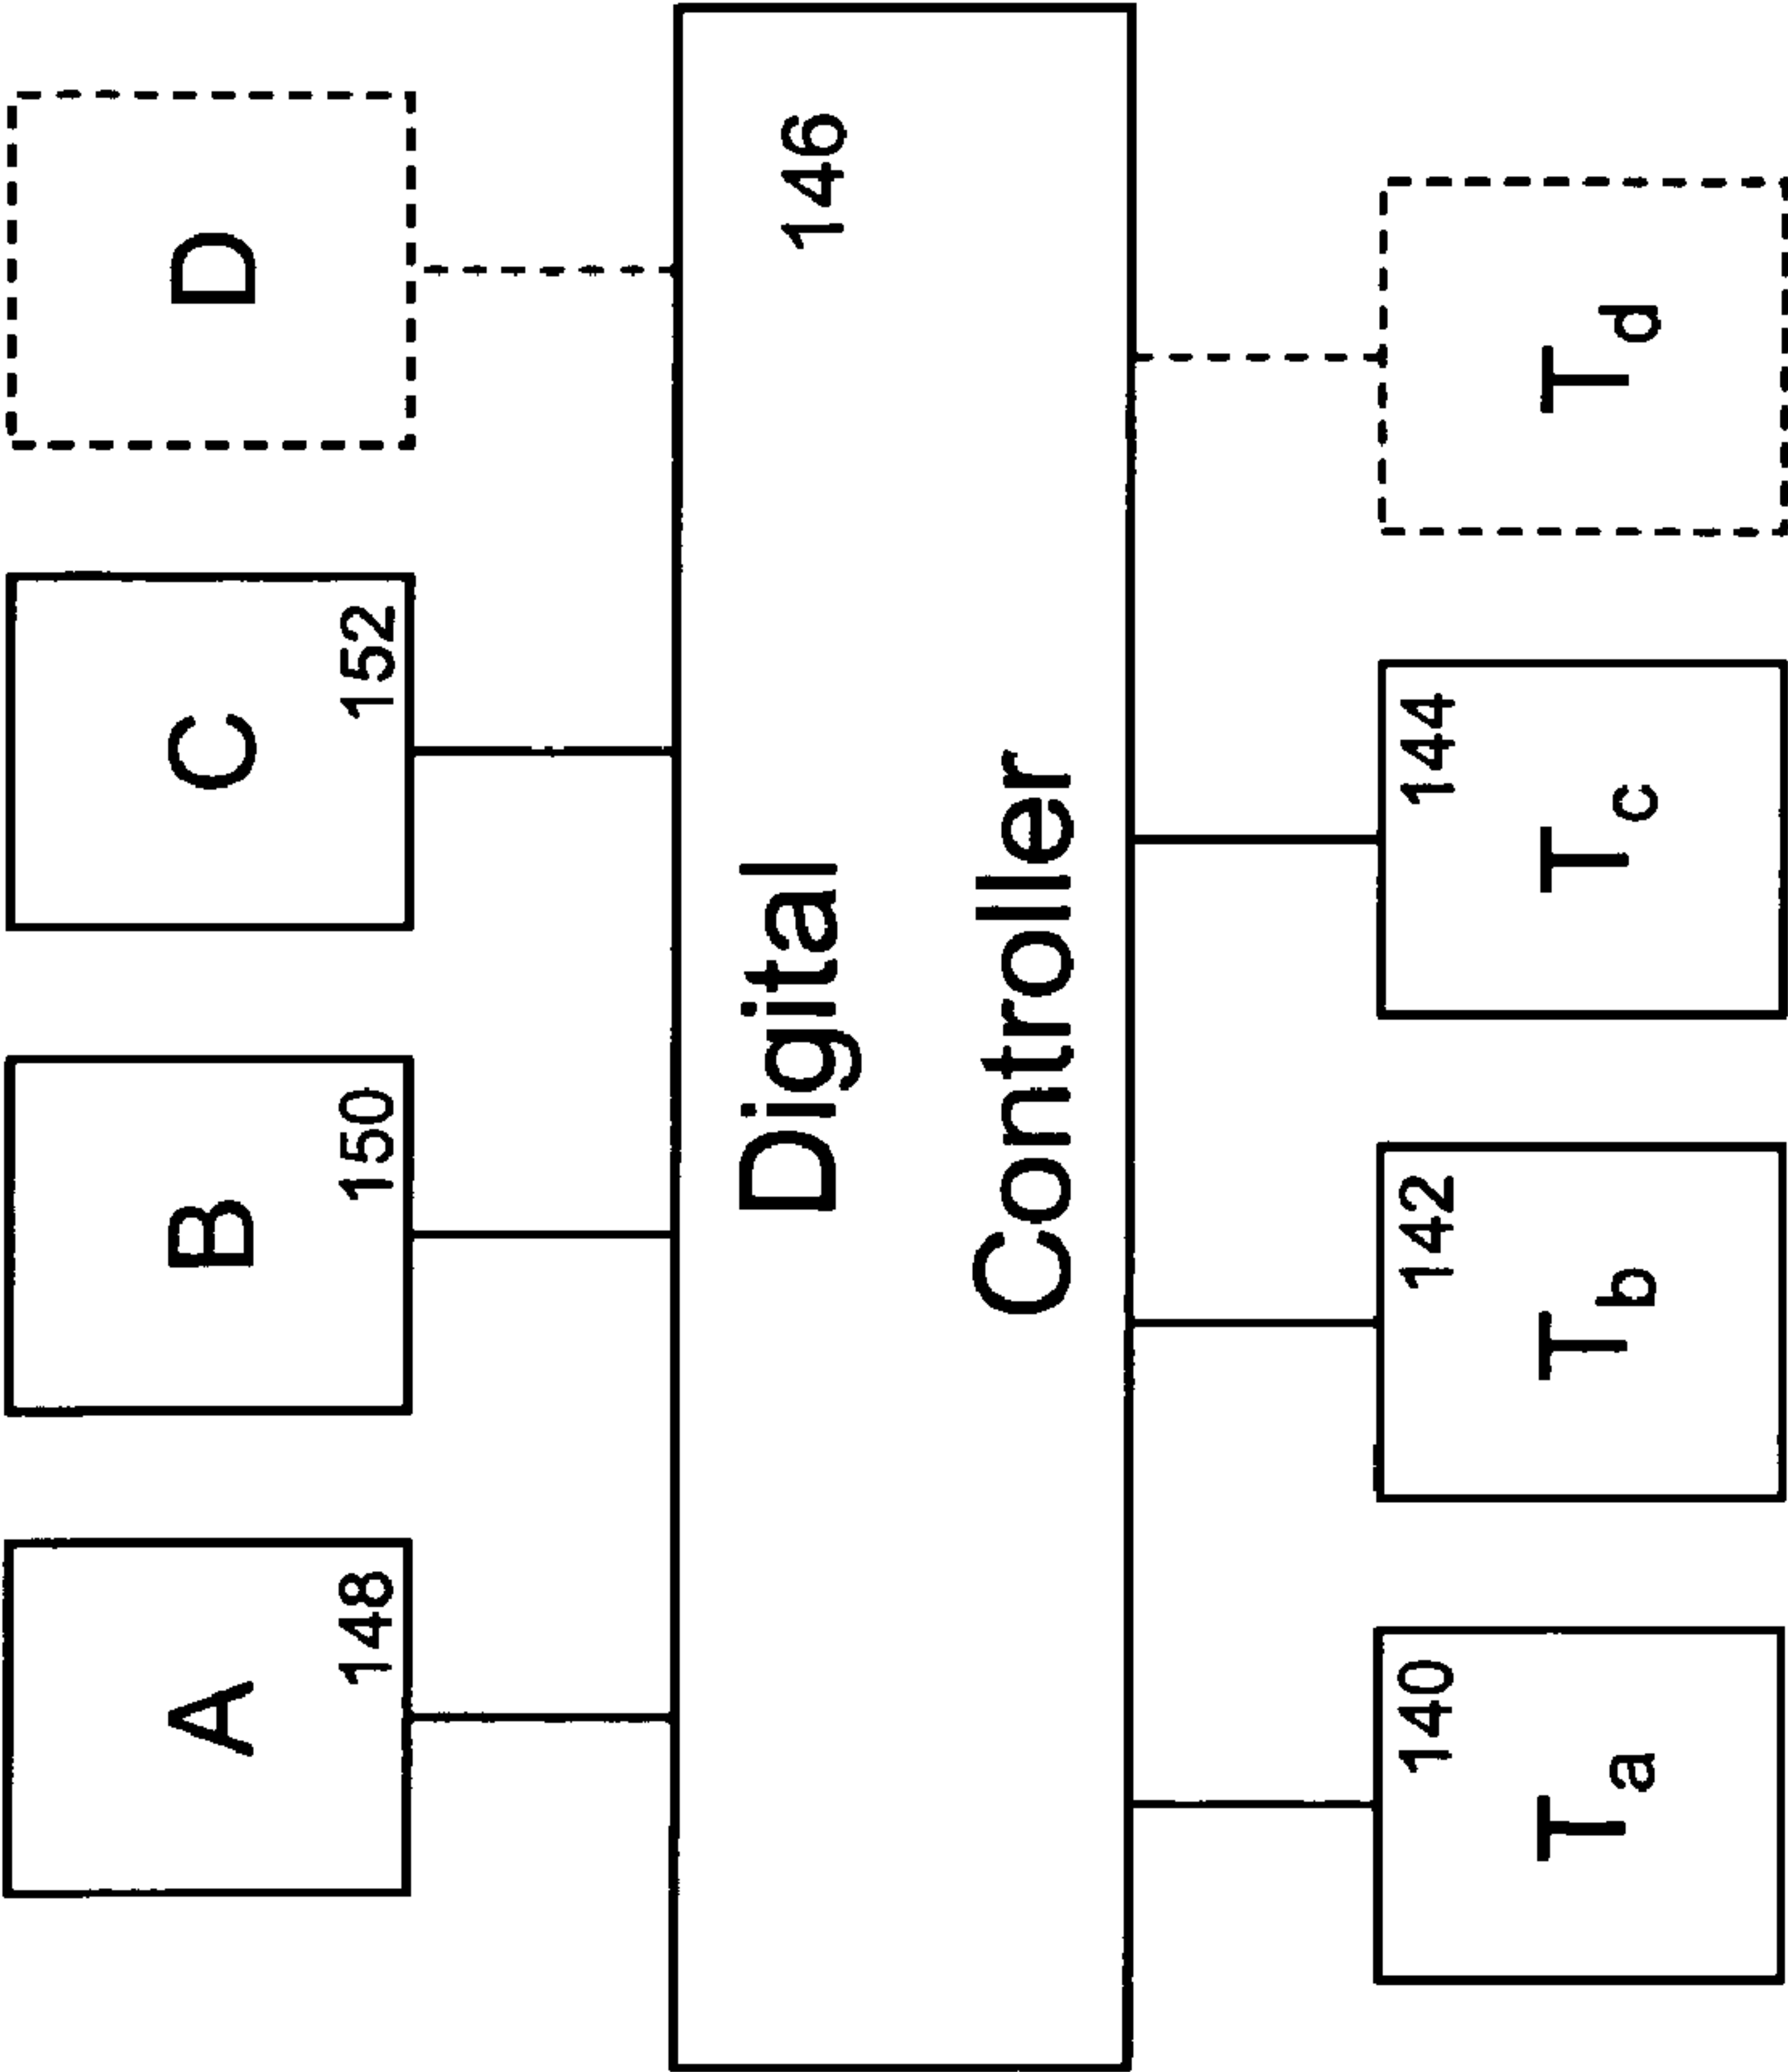 A
148
B
150
C
152
D
146
Digital
Controller
140
Ta
142
Tb
144
Tc
Td